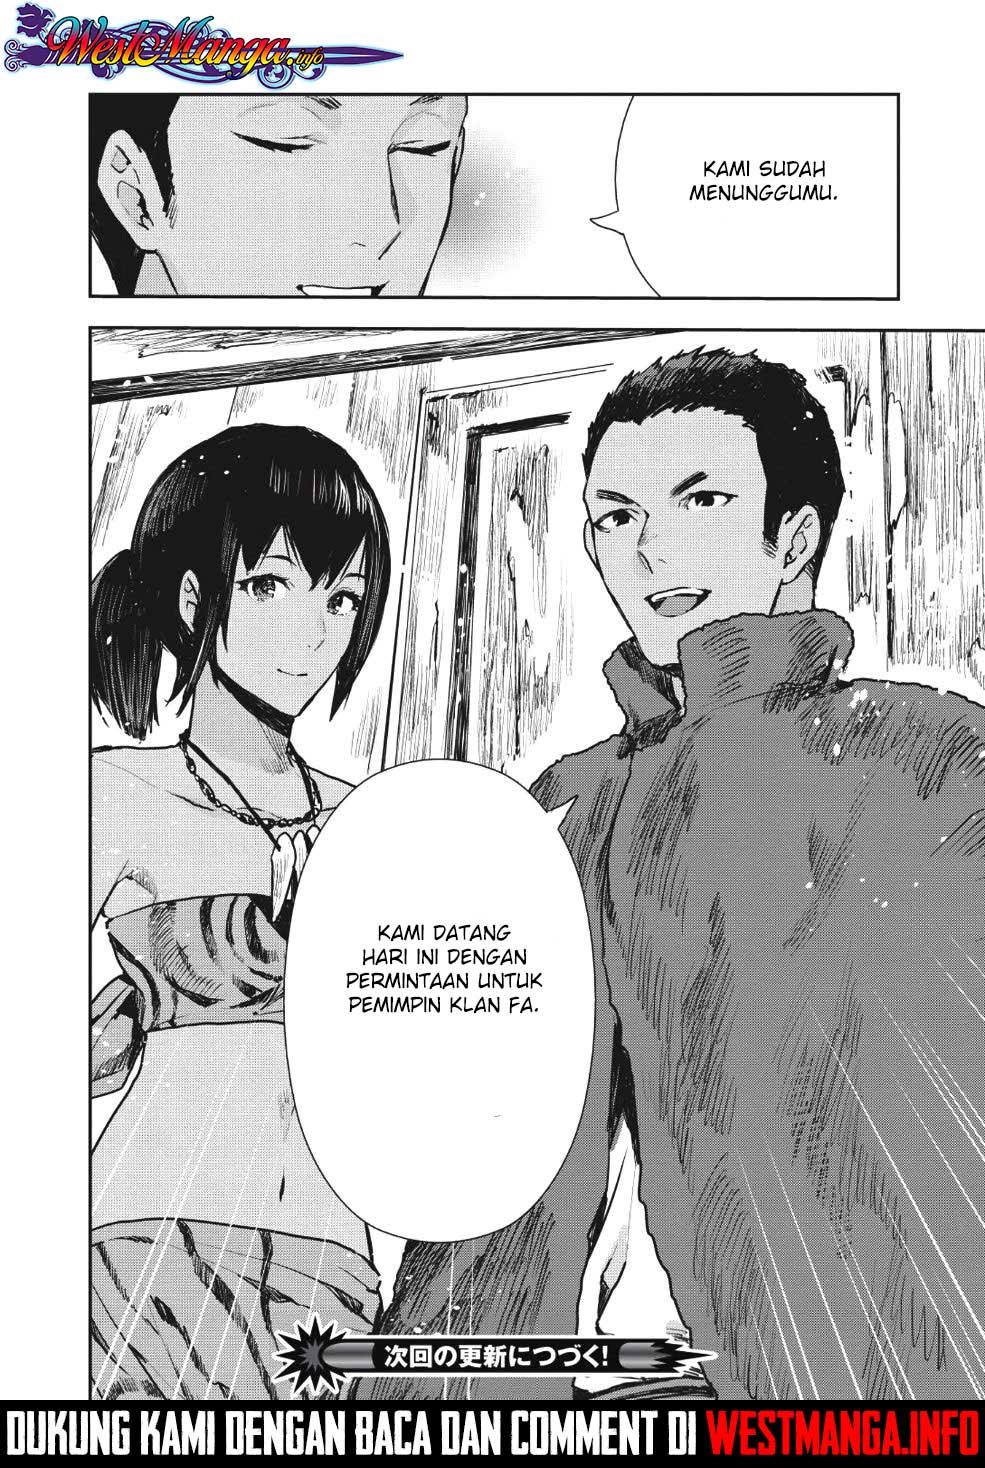 WestManga.info
KAMI SUDAH
MENUNGGUMU.
KAMI DATANG
HARI INI DENGAN
PERMINTAAN UNTUK
PEMIMPIN KLAN FA.
次回の更新につづく!
DUKUNG KAMI DENGAN BACA DAN COMMENT DI WESTMANGA.INFO